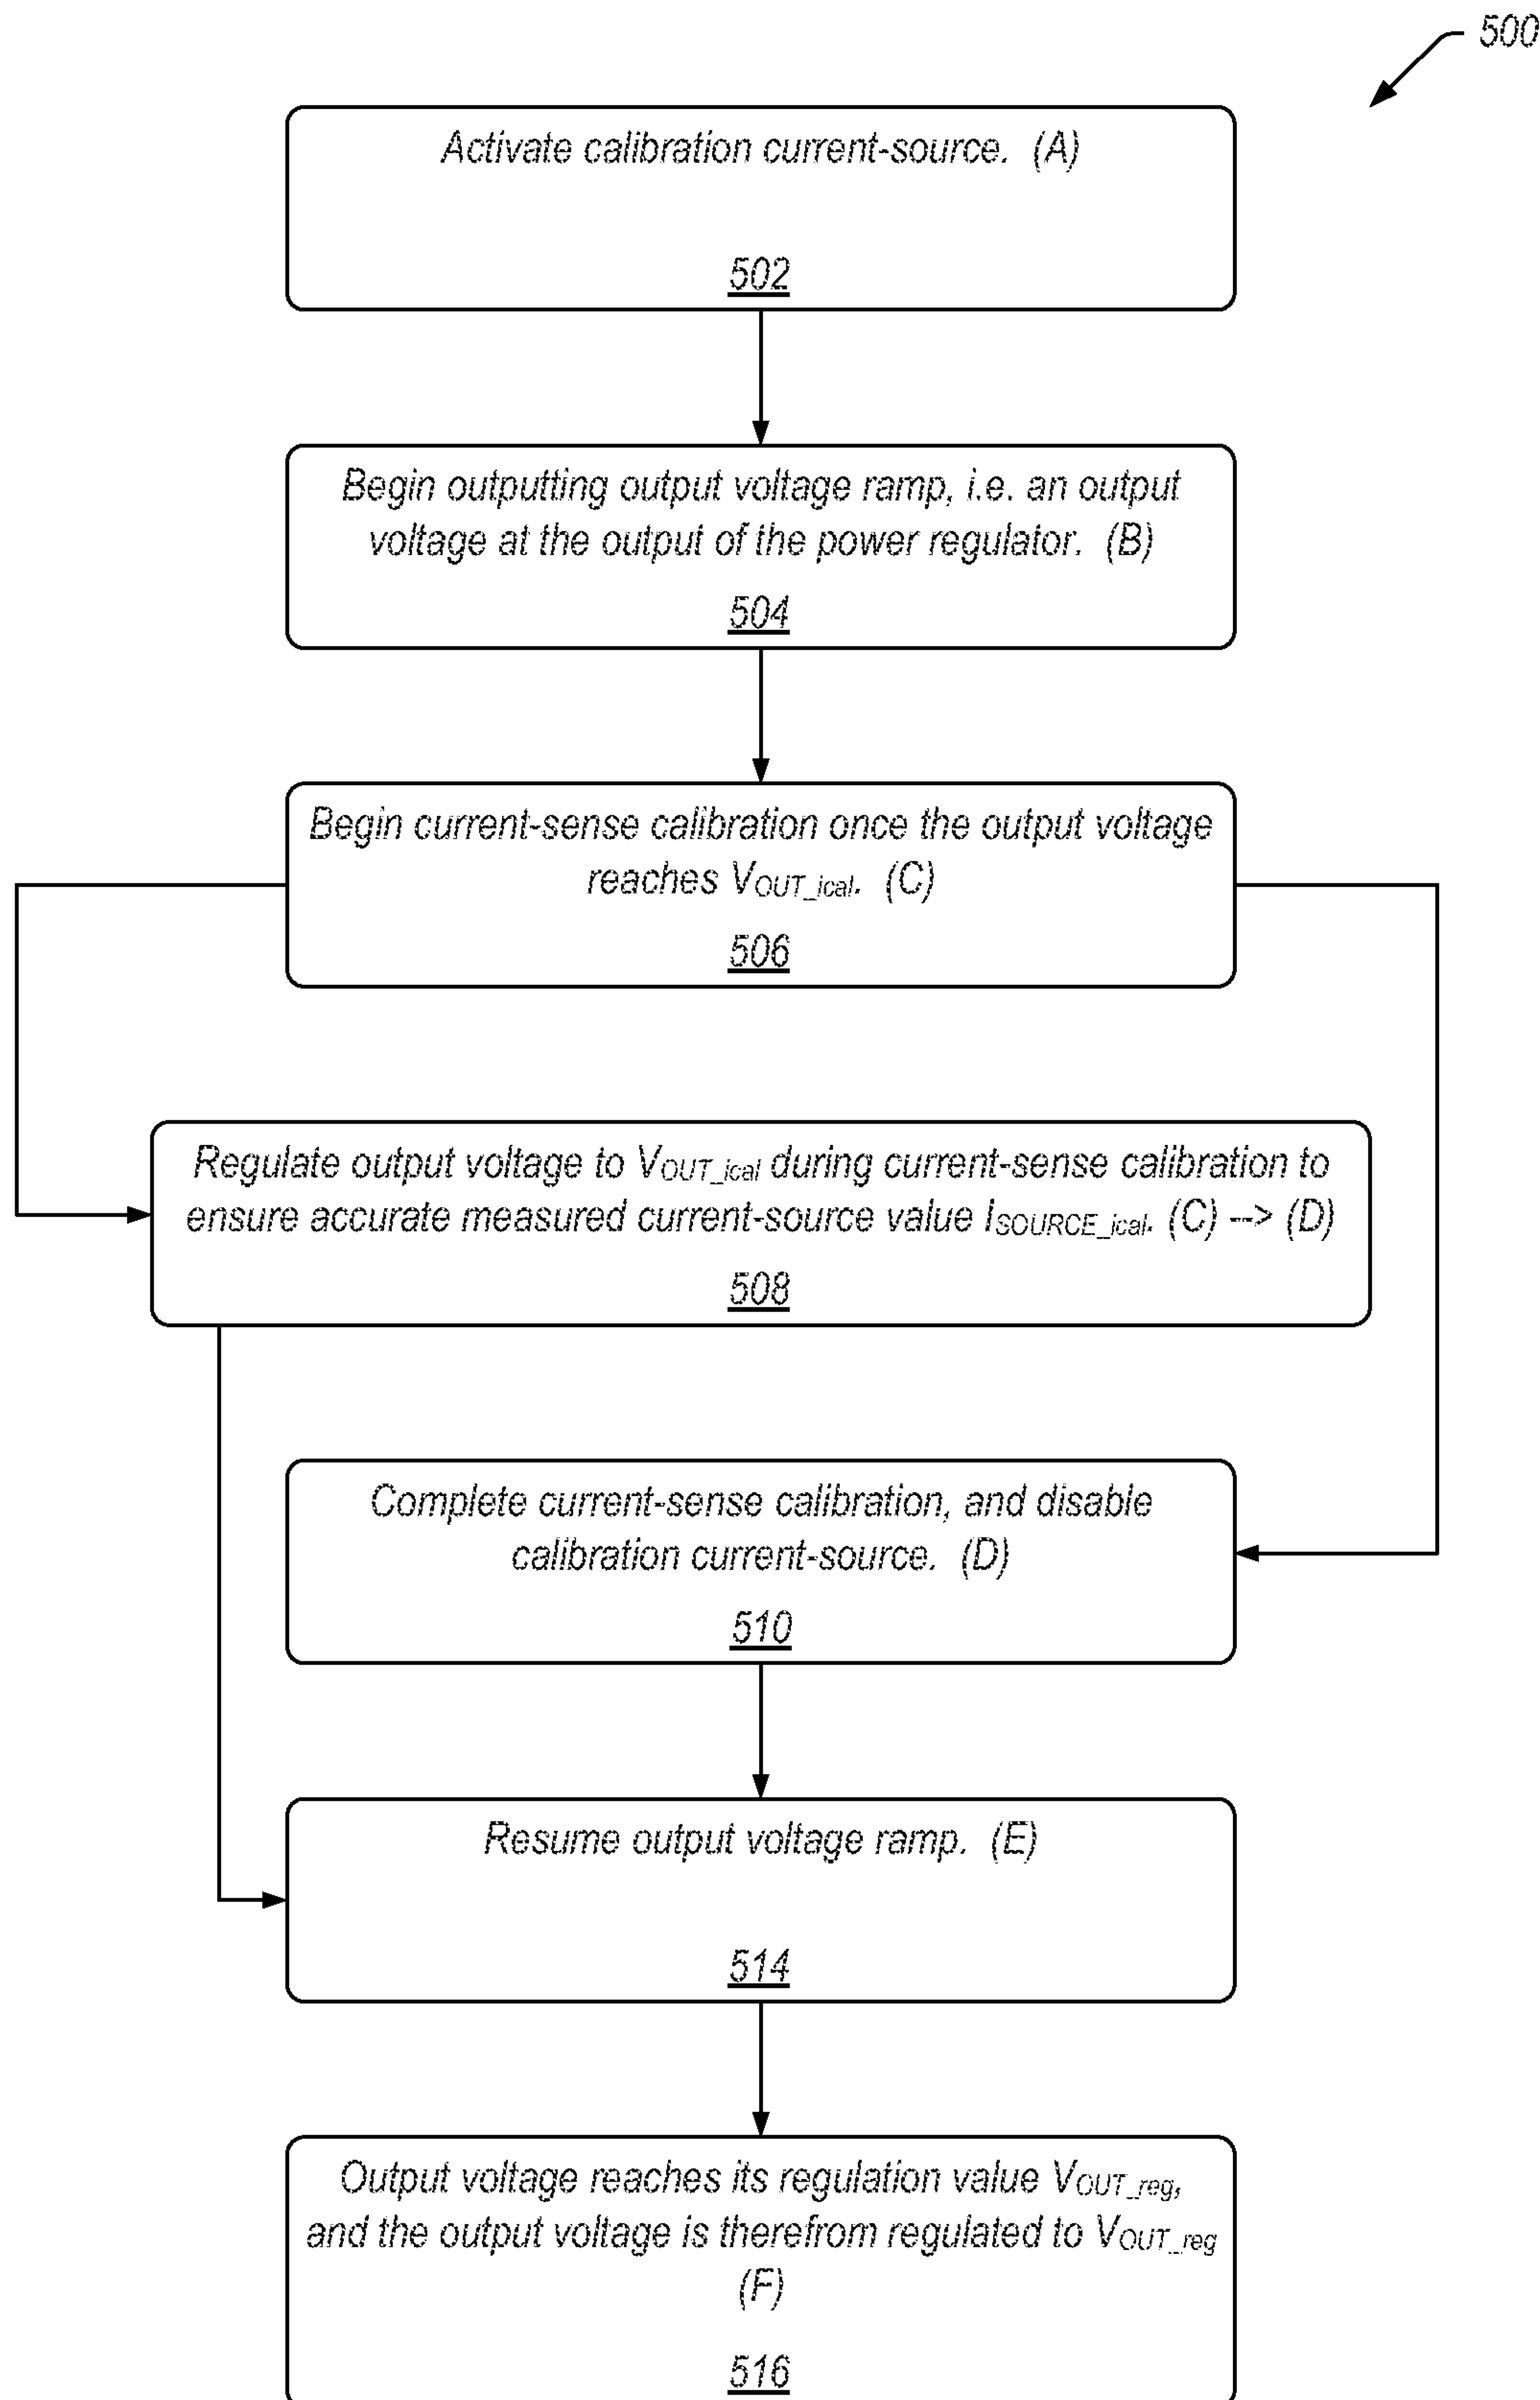 500
Activate calibration current-source. (A)
502
Begin outputting output voltage ramp, i.e. an output
voltage at the output of the power regulator. (B)
504
Begin current-sense calibration once the output voltage
reaches VOUT_ical. (C)
506
Regulate output voltage to VOUT_ical during current-sense calibration to
ensure accurate measured current-source value ISOURCE_ical. (C) --> (D)
508
Complete current-sense calibration, and disable
calibration current-source. (D)
510
Resume output voltage ramp. (E)
514
Output voltage reaches its regulation value VOUT_reg,
and the output voltage is therefrom regulated to VOUT_reg
(F)
516